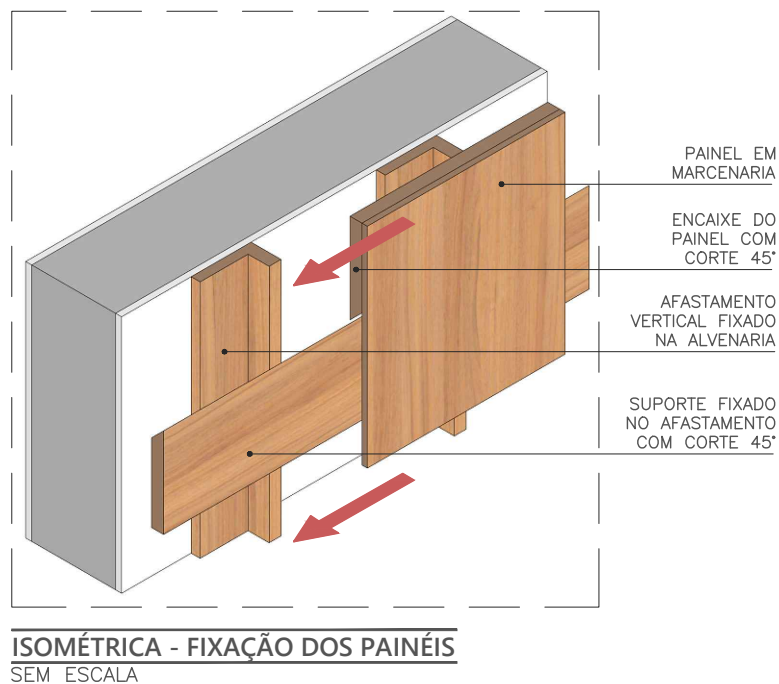 PAINEL EM
MARCENARIA
ENCAIXE DO
PAINEL COM
CORTE 45°
AFASTAMENTO
VERTICAL FIXADO
NA ALVENARIA
SUPORTE FIXADO
NO AFASTAMENTO
COM CORTE 45°
ISOMÉTRICA - FIXAÇÃO DOS PAINÉIS
SEM ESCALA